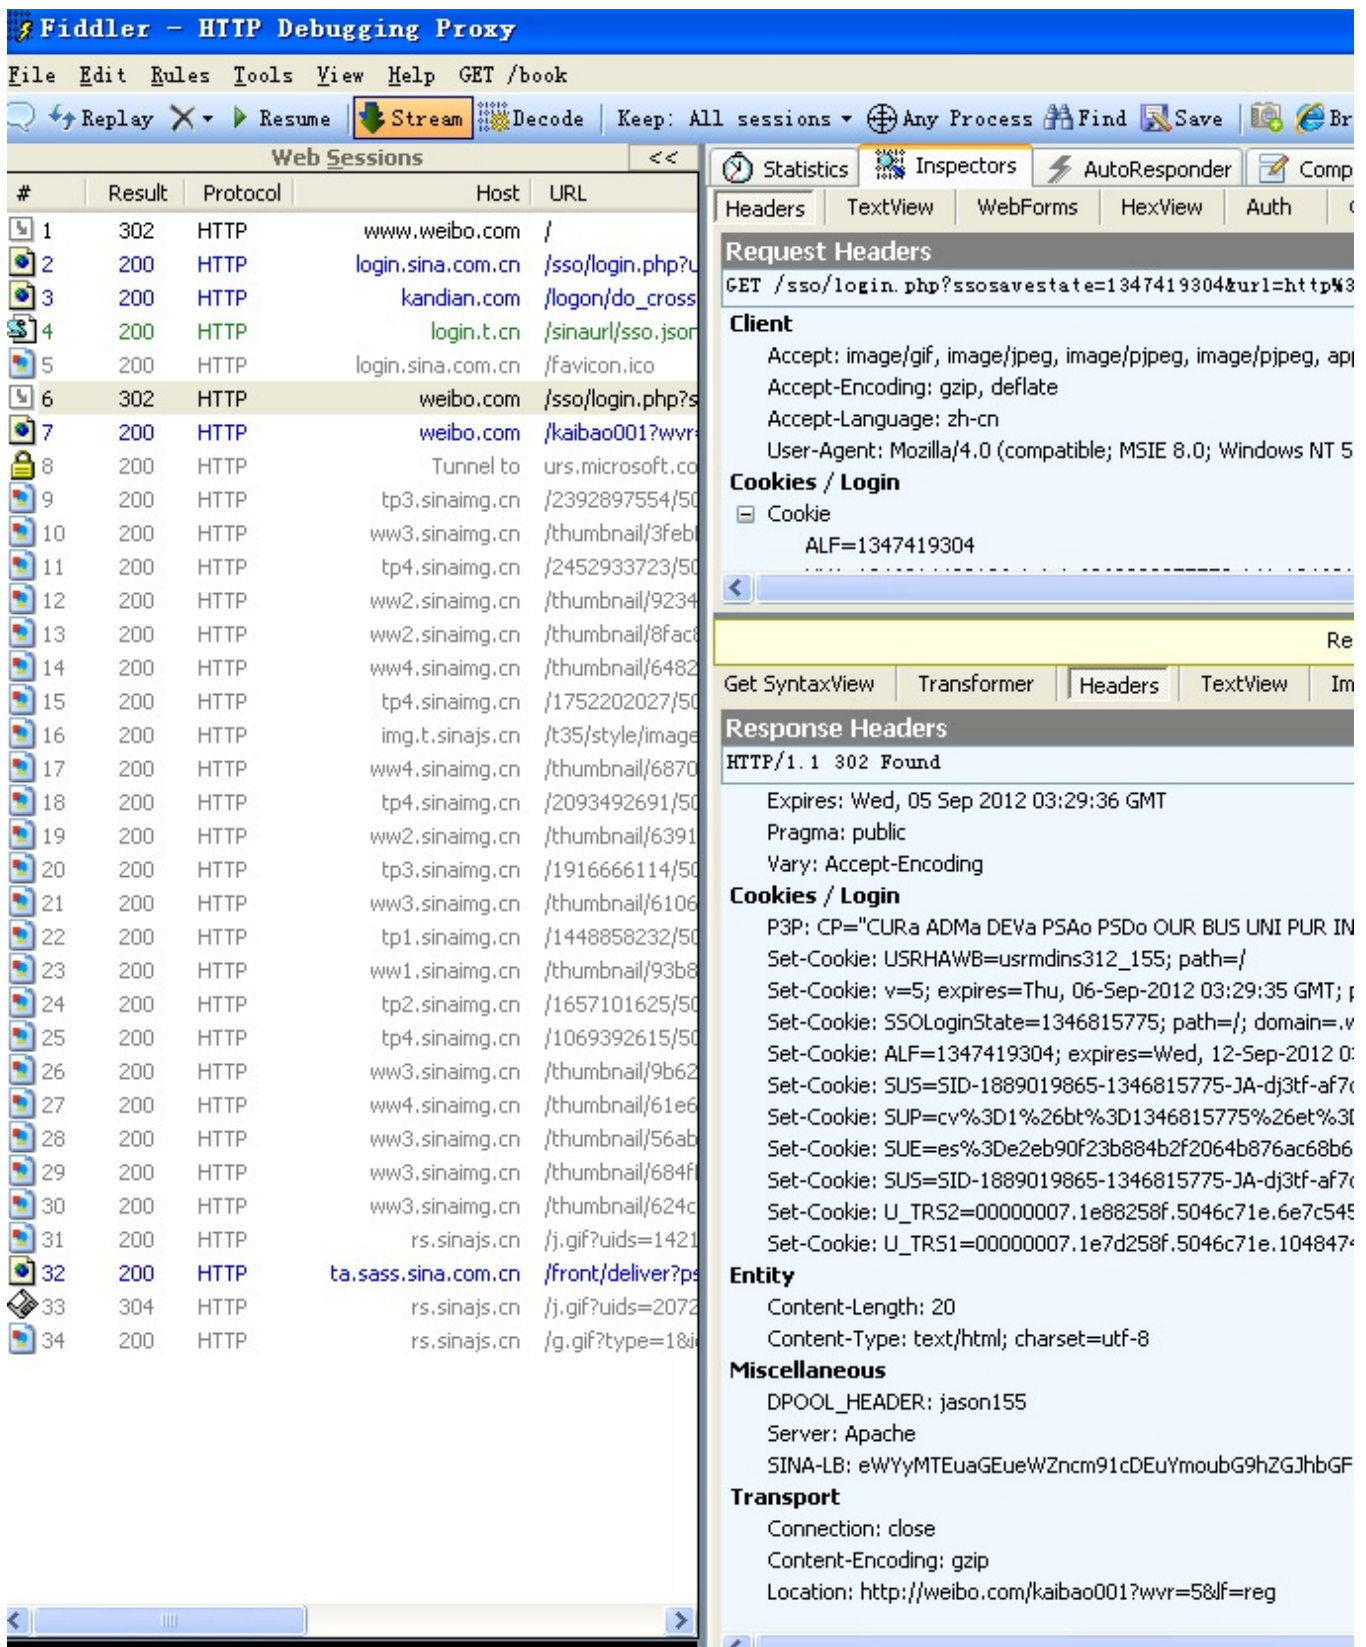 Fiddler - HTTP Debugging Proxy
File Edit Rules Tools View Help GET /book
Replay Resume Stream Decode Keep: All sessions Any Process Find Save Br
Web Sessions <<
# Result Protocol Host URL
1 302 HTTP www.weibo.com /
2 200 HTTP login.sina.com.cn /sso/login.php?u
3 200 HTTP kandian.com /logon/do_cross
4 200 HTTP login.t.cn /sinaurl/sso.json
5 200 HTTP login.sina.com.cn /favicon.ico
6 302 HTTP weibo.com /sso/login.php?s
7 200 HTTP weibo.com /kaibao001?wvr=
8 200 HTTP Tunnel to urs.microsoft.co
9 200 HTTP tp3.sinaimg.cn /2392897554/50
10 200 HTTP ww3.sinaimg.cn /thumbnail/3febl
11 200 HTTP tp4.sinaimg.cn /2452933723/50
12 200 HTTP ww2.sinaimg.cn /thumbnail/9234
13 200 HTTP ww2.sinaimg.cn /thumbnail/8fac8
14 200 HTTP ww4.sinaimg.cn /thumbnail/6482
15 200 HTTP tp4.sinaimg.cn /1752202027/50
16 200 HTTP img.t.sinajs.cn /t35/style/image
17 200 HTTP ww4.sinaimg.cn /thumbnail/6870
18 200 HTTP tp4.sinaimg.cn /2093492691/50
19 200 HTTP ww2.sinaimg.cn /thumbnail/6391
20 200 HTTP tp3.sinaimg.cn /1916666114/50
21 200 HTTP ww3.sinaimg.cn /thumbnail/6106
22 200 HTTP tp1.sinaimg.cn /1448858232/50
23 200 HTTP ww1.sinaimg.cn /thumbnail/93b8
24 200 HTTP tp2.sinaimg.cn /1657101625/50
25 200 HTTP tp4.sinaimg.cn /1069392615/50
26 200 HTTP ww3.sinaimg.cn /thumbnail/9b62
27 200 HTTP ww4.sinaimg.cn /thumbnail/61e6
28 200 HTTP ww3.sinaimg.cn /thumbnail/56ab
29 200 HTTP ww3.sinaimg.cn /thumbnail/684f
30 200 HTTP ww3.sinaimg.cn /thumbnail/624c
31 200 HTTP rs.sinajs.cn /j.gif?uids=1421
32 200 HTTP ta.sass.sina.com.cn /front/deliver?ps
33 304 HTTP rs.sinajs.cn /j.gif?uids=2072
34 200 HTTP rs.sinajs.cn /g.gif?type=18&i
Statistics Inspectors AutoResponder Comp
Headers TextView WebForms HexView Auth
Request Headers
GET /sso/login.php?ssosavestate=1347419304&url=http%3
Client
Accept: image/gif, image/jpeg, image/pjpeg, image/pjpeg, app
Accept-Encoding: gzip, deflate
Accept-Language: zh-cn
User-Agent: Mozilla/4.0 (compatible; MSIE 8.0; Windows NT 5
Cookies / Login
Cookie
ALF=1347419304
Re
Get SyntaxView Transformer Headers TextView Im
Response Headers
HTTP/1.1 302 Found
Expires: Wed, 05 Sep 2012 03:29:36 GMT
Pragma: public
Vary: Accept-Encoding
Cookies / Login
P3P: CP="CURa ADMa DEVa PSAo PSDo OUR BUS UNI PUR IN
Set-Cookie: USRHAWB=usrmdins312_155; path=/
Set-Cookie: v=5; expires=Thu, 06-Sep-2012 03:29:35 GMT; p
Set-Cookie: SSOLoginState=1346815775; path=/; domain=.w
Set-Cookie: ALF=1347419304; expires=Wed, 12-Sep-2012 03
Set-Cookie: SUS=SID-1889019865-1346815775-JA-dj3tf-af7c
Set-Cookie: SUP=cv%3D1%26bt%3D1346815775%26et%3D
Set-Cookie: SUE=es%3De2eb90f23b884b2f2064b876ac68b6
Set-Cookie: SUS=SID-1889019865-1346815775-JA-dj3tf-af7c
Set-Cookie: U_TRS2=00000007.1e88258f.5046c71e.6e7c545
Set-Cookie: U_TRS1=00000007.1e7d258f.5046c71e.1048474
Entity
Content-Length: 20
Content-Type: text/html; charset=utf-8
Miscellaneous
DPOOL_HEADER: jason155
Server: Apache
SINA-LB: eWYyMTEuaGEueWZncm91cDEuYmoubG9hZGJhbGF
Transport
Connection: close
Content-Encoding: gzip
Location: http://weibo.com/kaibao001?wvr=5&lf=reg